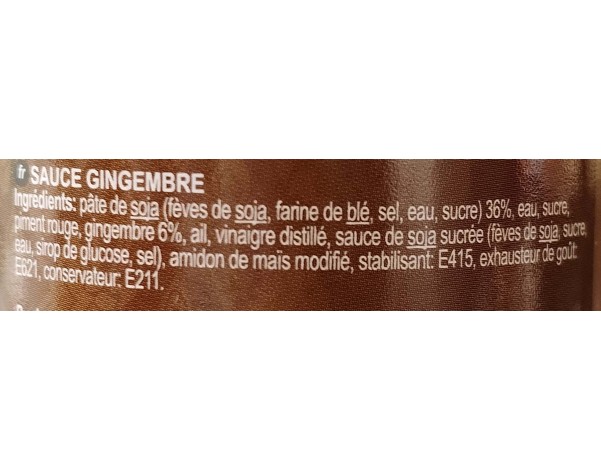 fr SAUCE GINGEMBRE
Ingrédients: pâte de soja (fèves de soja, farine de blé, sel, eau, sucre) 36%, eau, sucre,
piment rouge, gingembre 6%, ail, vinaigre distillé, sauce de soja sucrée (fèves de soja, sucre,
eau, sirop de glucose, sel), amidon de maïs modifié, stabilisant: E415, exhausteur de goût:
E621, conservateur: E211.